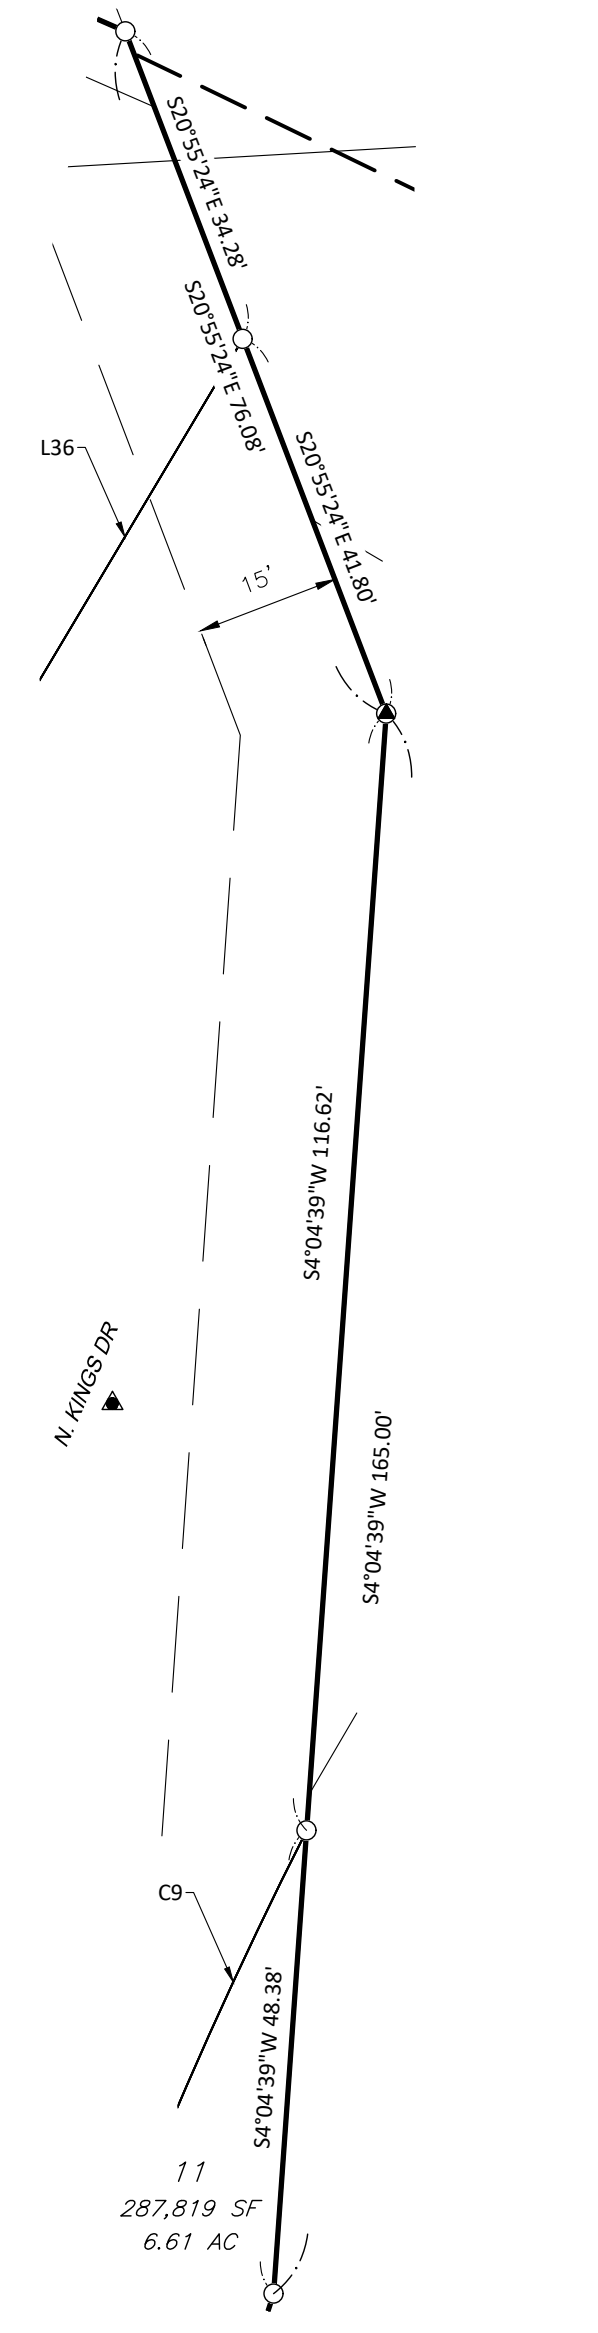 S20°55'24"E 34.28'
S20°55'24"E 76.08'
S20°55'24"E 41.80'
L36
15'
S4°04'39"W 116.62'
N. KINGS DR
S4°04'39"W 165.00'
C9
S4°04'39"W 48.38'
11
287,819 SF
6.61 AC